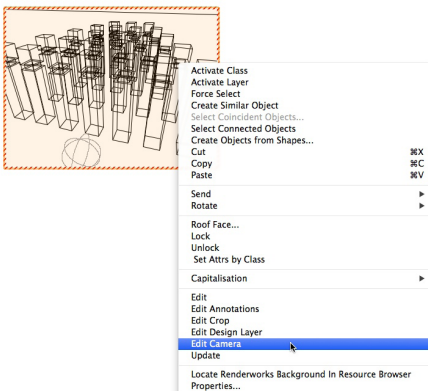 Activate Class
Activate Layer
Force Select
Create Similar Object
Select Coincident Objects...
Select Connected Objects
Create Objects from Shapes...
Cut ⌘X
Copy ⌘C
Paste ⌘V
Send
Rotate
Roof Face...
Lock
Unlock
Set Attrs by Class
Capitalisation
Edit
Edit Annotations
Edit Crop
Edit Design Layer
Edit Camera
Update
Locate Renderworks Background In Resource Browser
Properties...